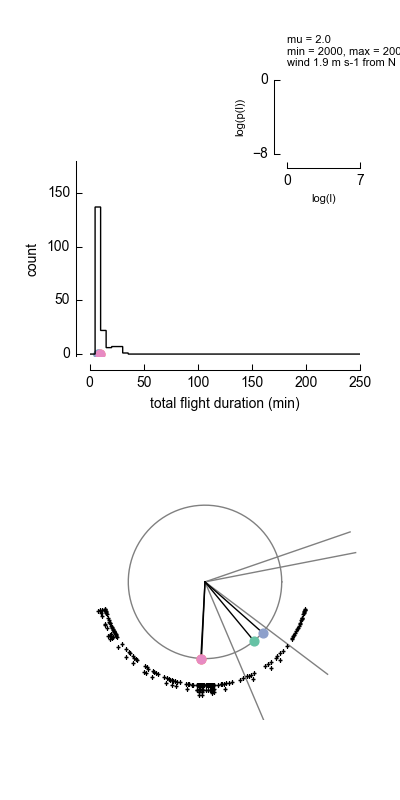 mu = 2.0
min = 2000, max = 200
wind 1.9 m s-1 from N
0
log(p(l))
−8
0 7
log(l)
150
100
50
0
count
0 50 100 150 200 250
total flight duration (min)